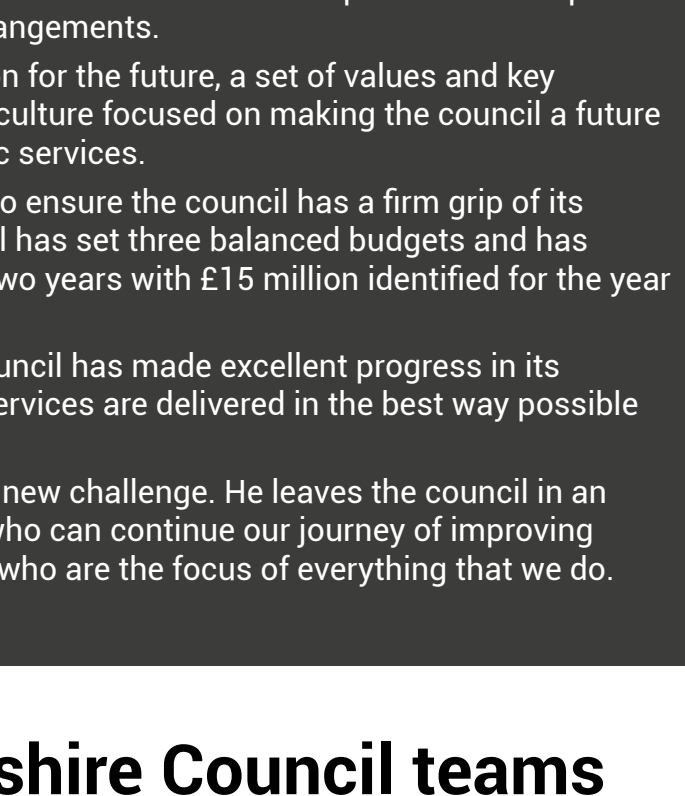 angements.
n for the future, a set of values and key
culture focused on making the council a future
c services.
o ensure the council has a firm grip of its
l has set three balanced budgets and has
wo years with £15 million identified for the year
uncil has made excellent progress in its
ervices are delivered in the best way possible
new challenge. He leaves the council in an
who can continue our journey of improving
who are the focus of everything that we do.
shire Council teams